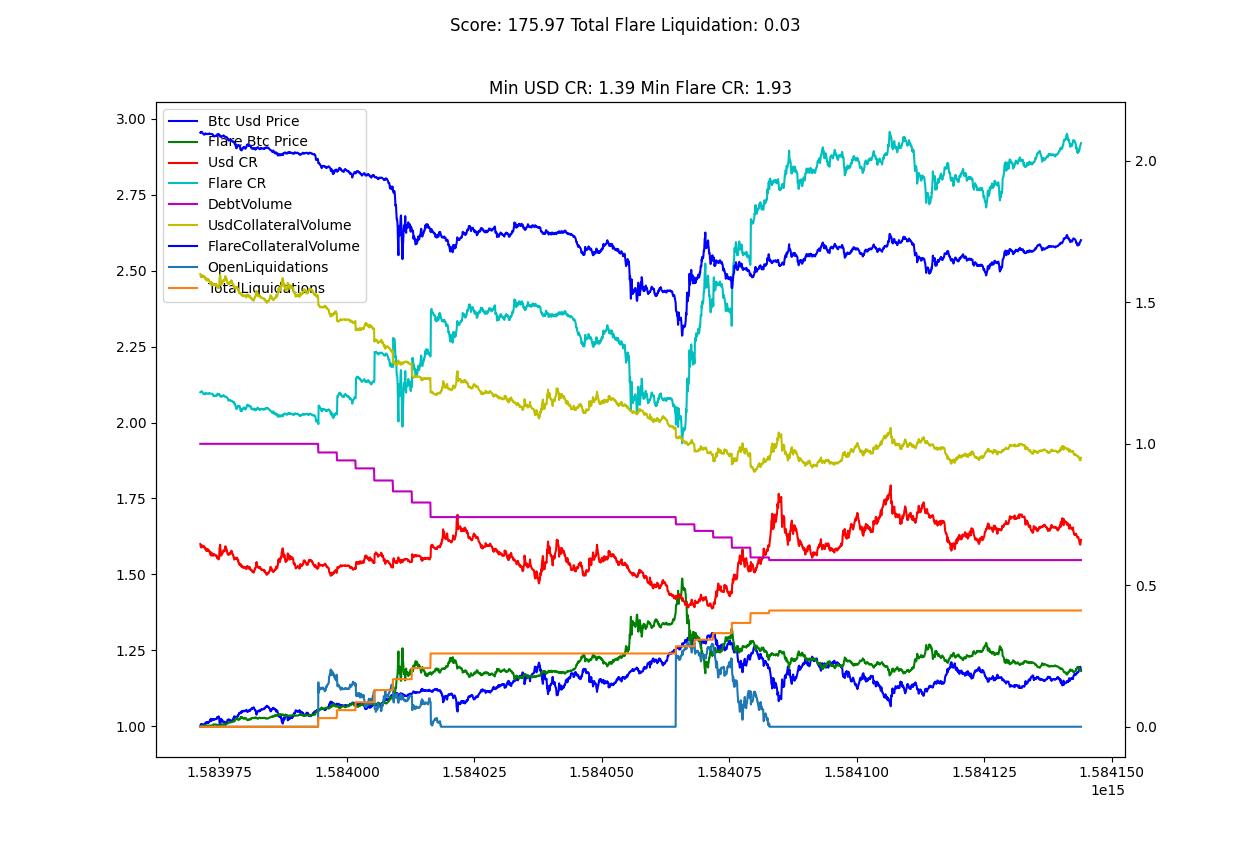 Score: 175.97 Total Flare Liquidation: 0.03
Min USD CR: 1.39 Min Flare CR: 1.93
Btc Usd Price
Flare Btc Price
Usd CR
Flare CR
DebtVolume
UsdCollateralVolume
FlareCollateralVolume
OpenLiquidations
TotalLiquidations
3.00
2.75
2.50
2.25
2.00
1.75
1.50
1.25
1.00
2.0
1.5
1.0
0.5
0.0
1.583975 1.584000 1.584025 1.584050 1.584075 1.584100 1.584125 1.584150
1e15